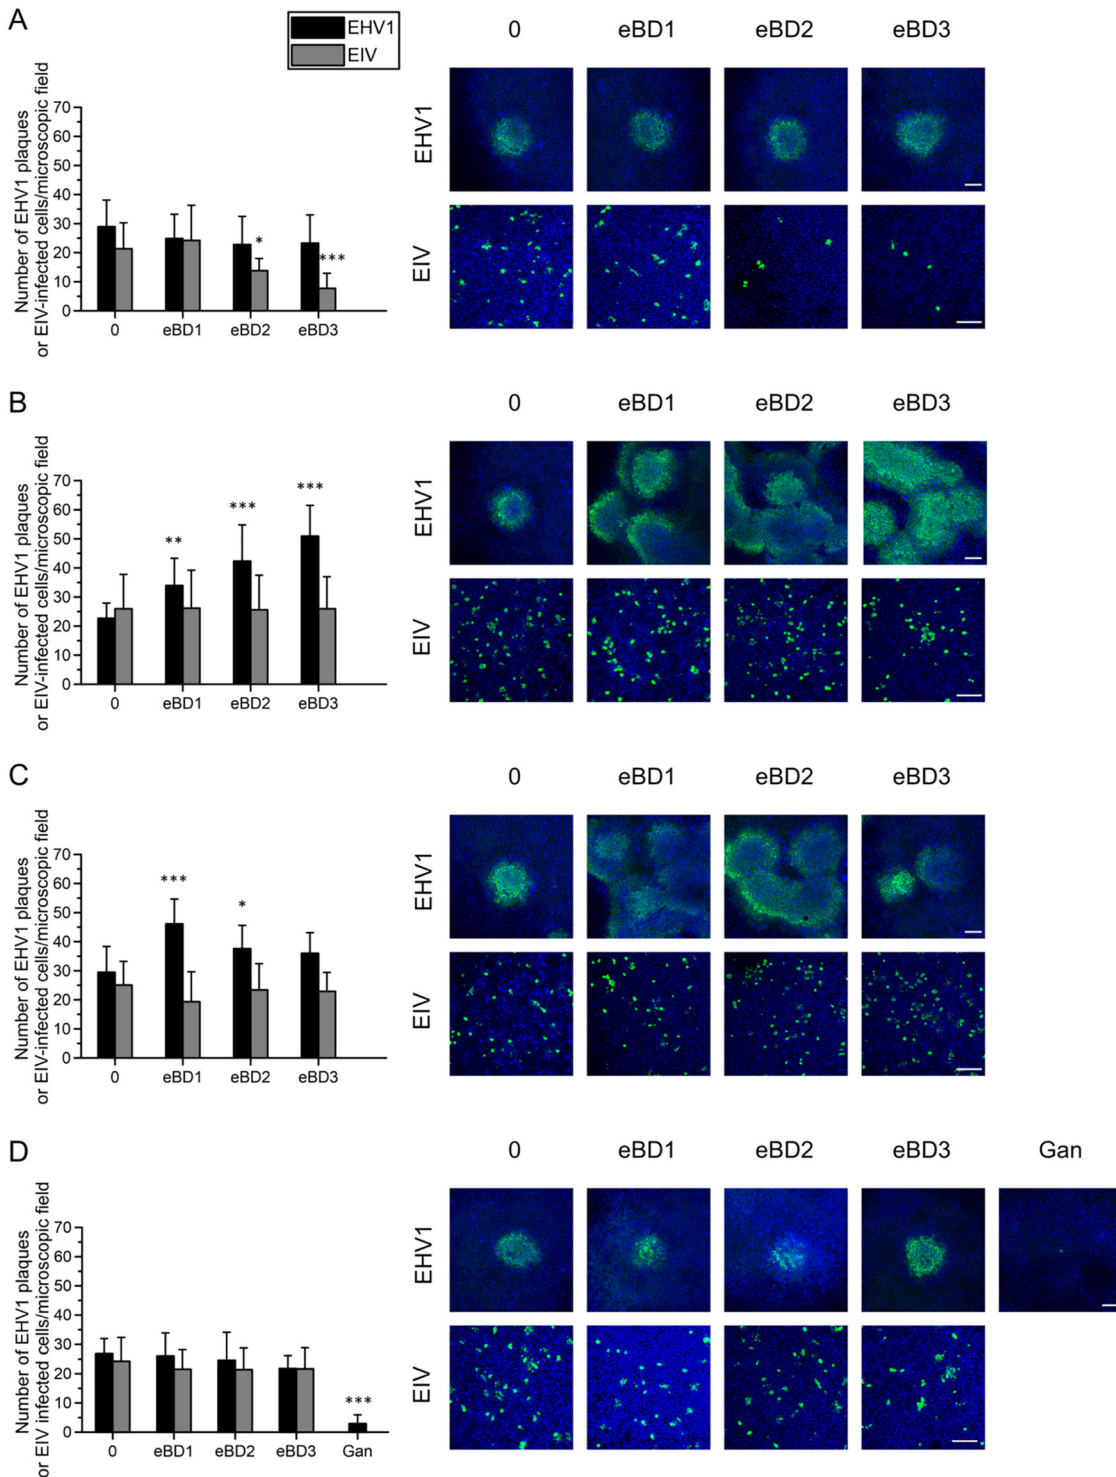 A
EHV1
EIV
0 eBD1 eBD2 eBD3
Number of EHV1 plaques
or EIV-infected cells/microscopic field
70
60
50
40
30
20
10
0
*
***
0 eBD1 eBD2 eBD3
EHV1
EIV
B
0 eBD1 eBD2 eBD3
Number of EHV1 plaques
or EIV-infected cells/microscopic field
70
60
50
40
30
20
10
0
**
***
***
0 eBD1 eBD2 eBD3
EHV1
EIV
C
0 eBD1 eBD2 eBD3
Number of EHV1 plaques
or EIV-infected cells/microscopic field
70
60
50
40
30
20
10
0
***
*
0 eBD1 eBD2 eBD3
EHV1
EIV
D
0 eBD1 eBD2 eBD3 Gan
Number of EHV1 plaques
or EIV infected cells/microscopic field
70
60
50
40
30
20
10
0
***
0 eBD1 eBD2 eBD3 Gan
EHV1
EIV